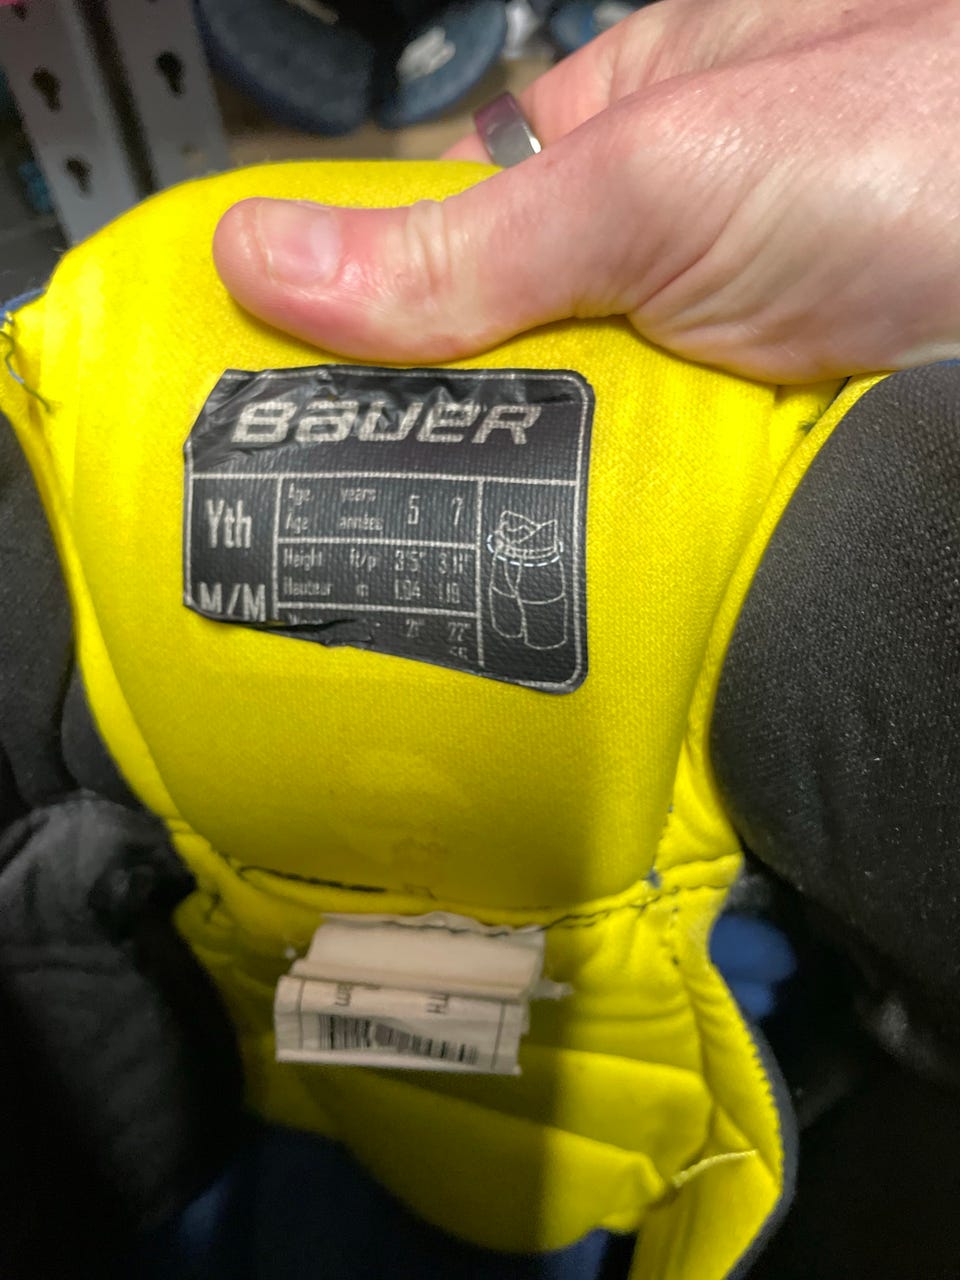 BAUER
Yth
M/M
Age years 5 7
Âge années
Height ft/p 3'5" 3'11"
Hauteur m 1.04 1.19
21" 22"